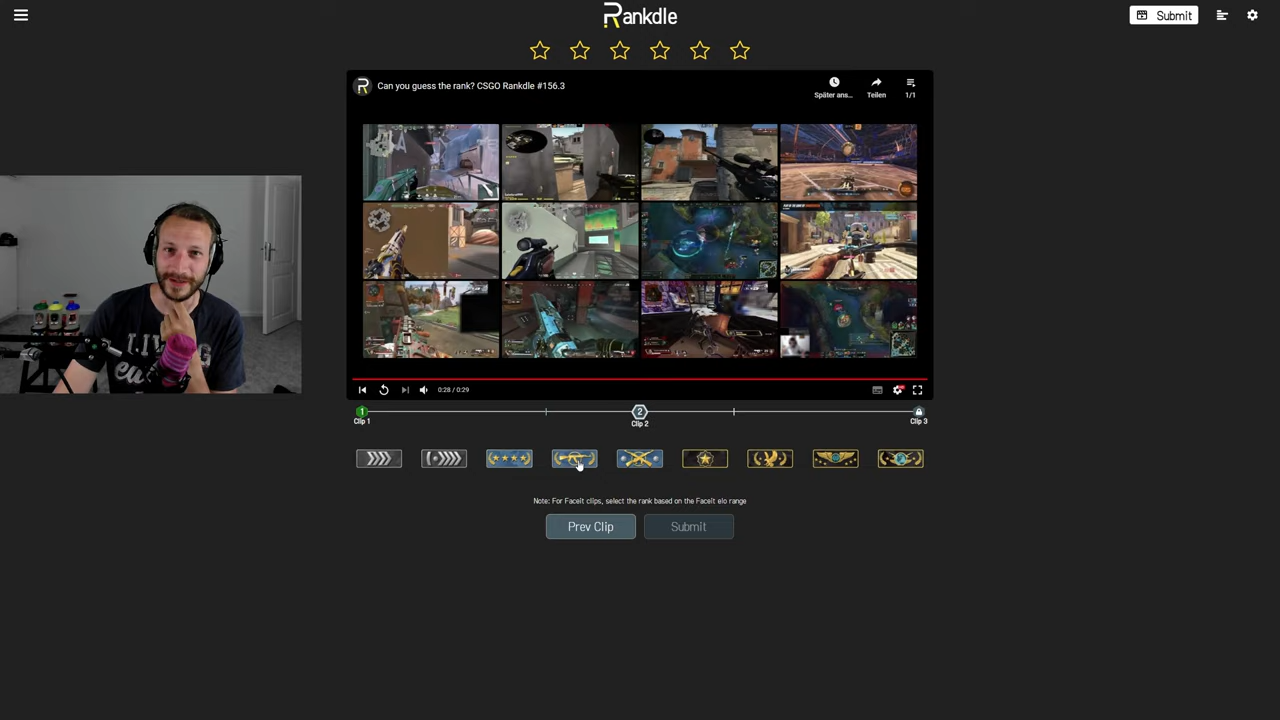 Rankdle
Submit
Can you guess the rank? CSGO Rankdle #156.3
Später ans...
Teilen
1/1
0:28 / 0:29
1
2
Clip 1
Clip 2
Clip 3
Note: For Faceit clips, select the rank based on the Faceit elo range
Prev Clip
Submit